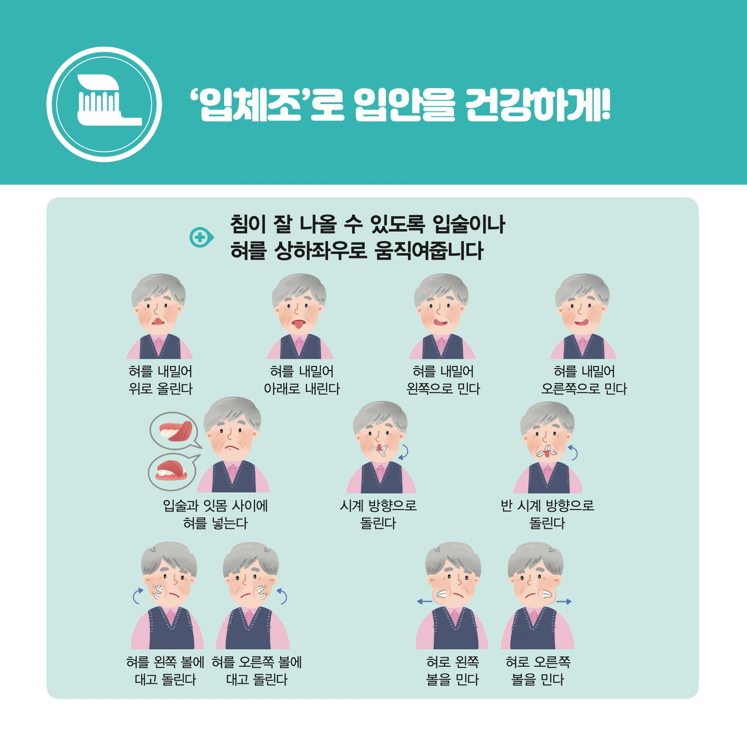 ‘입체조’로 입안을 건강하게!
침이 잘 나올 수 있도록 입술이나
혀를 상하좌우로 움직여줍니다
혀를 내밀어
위로 올린다
혀를 내밀어
아래로 내린다
혀를 내밀어
왼쪽으로 민다
혀를 내밀어
오른쪽으로 민다
입술과 잇몸 사이에
혀를 넣는다
시계 방향으로
돌린다
반 시계 방향으로
돌린다
혀를 왼쪽 볼에
대고 돌린다
혀를 오른쪽 볼에
대고 돌린다
혀로 왼쪽
볼을 민다
혀로 오른쪽
볼을 민다